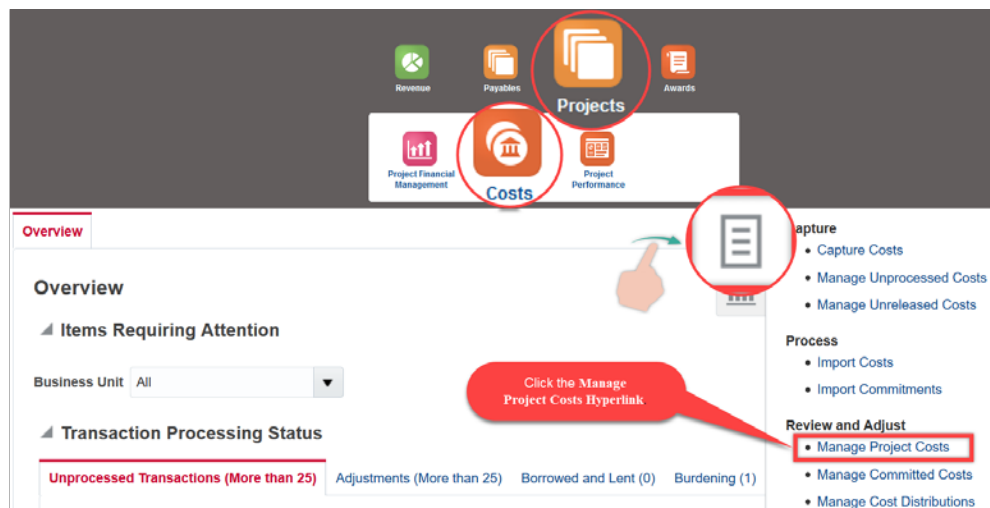 Revenue
Payables
Projects
Awards
Project Financial
Management
Costs
Project
Performance
Overview
Overview
Items Requiring Attention
Business Unit All
Transaction Processing Status
Unprocessed Transactions (More than 25) Adjustments (More than 25) Borrowed and Lent (0) Burdening (1)
Click the Manage
Project Costs Hyperlink.
apture
• Capture Costs
• Manage Unprocessed Costs
• Manage Unreleased Costs
Process
• Import Costs
• Import Commitments
Review and Adjust
• Manage Project Costs
• Manage Committed Costs
• Manage Cost Distributions